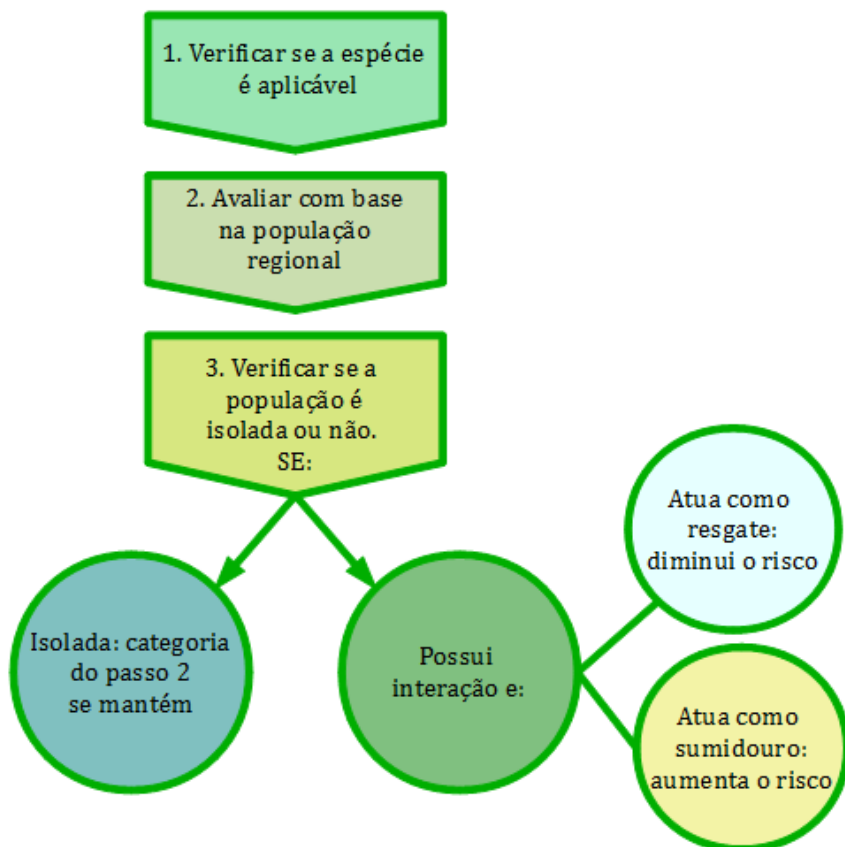 1. Verificar se a espécie
é aplicável
2. Avaliar com base
na população
regional
3. Verificar se a
população é
isolada ou não.
SE:
Isolada: categoria
do passo 2
se mantém
Possui
interação e:
Atua como
resgate:
diminui o risco
Atua como
sumidouro:
aumenta o risco